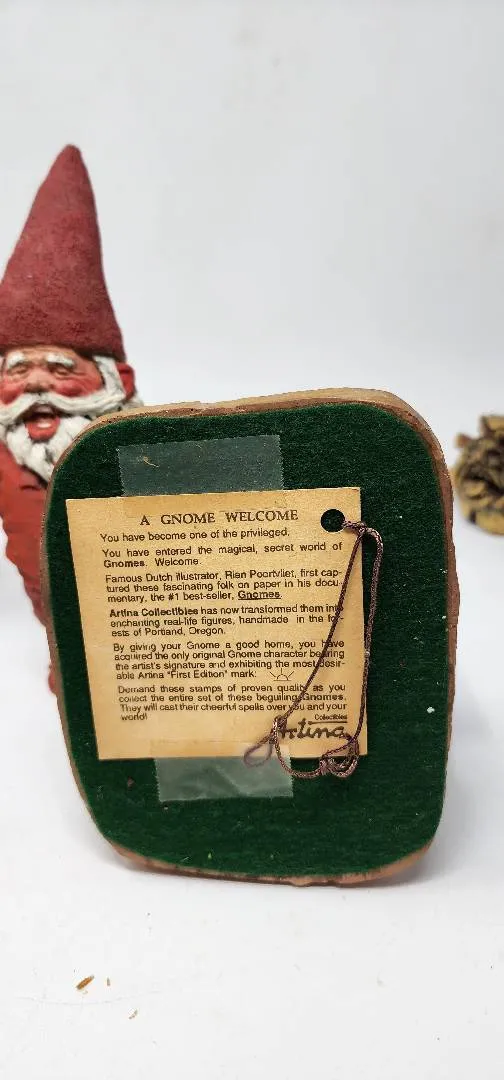 A GNOME WELCOME
You have become one of the privileged.
You have entered the magical, secret world of
Gnomes. Welcome.
Famous Dutch illustrator, Rien Poortvliet, first cap-
tured these fascinating folk on paper in his docu-
mentary, the #1 best-seller, Gnomes.
Artina Collectibles has now transformed them into
enchanting real-life figures, handmade in the for-
ests of Portland, Oregon.
By giving your Gnome a good home, you have
acquired the only original Gnome character bearing
the artist's signature and exhibiting the most desir-
able Artina "First Edition" mark:
Demand these stamps of proven quality as you
collect the entire set of these beguiling Gnomes.
They will cast their cheerful spells over you and your
world!
Collectibles
Artina